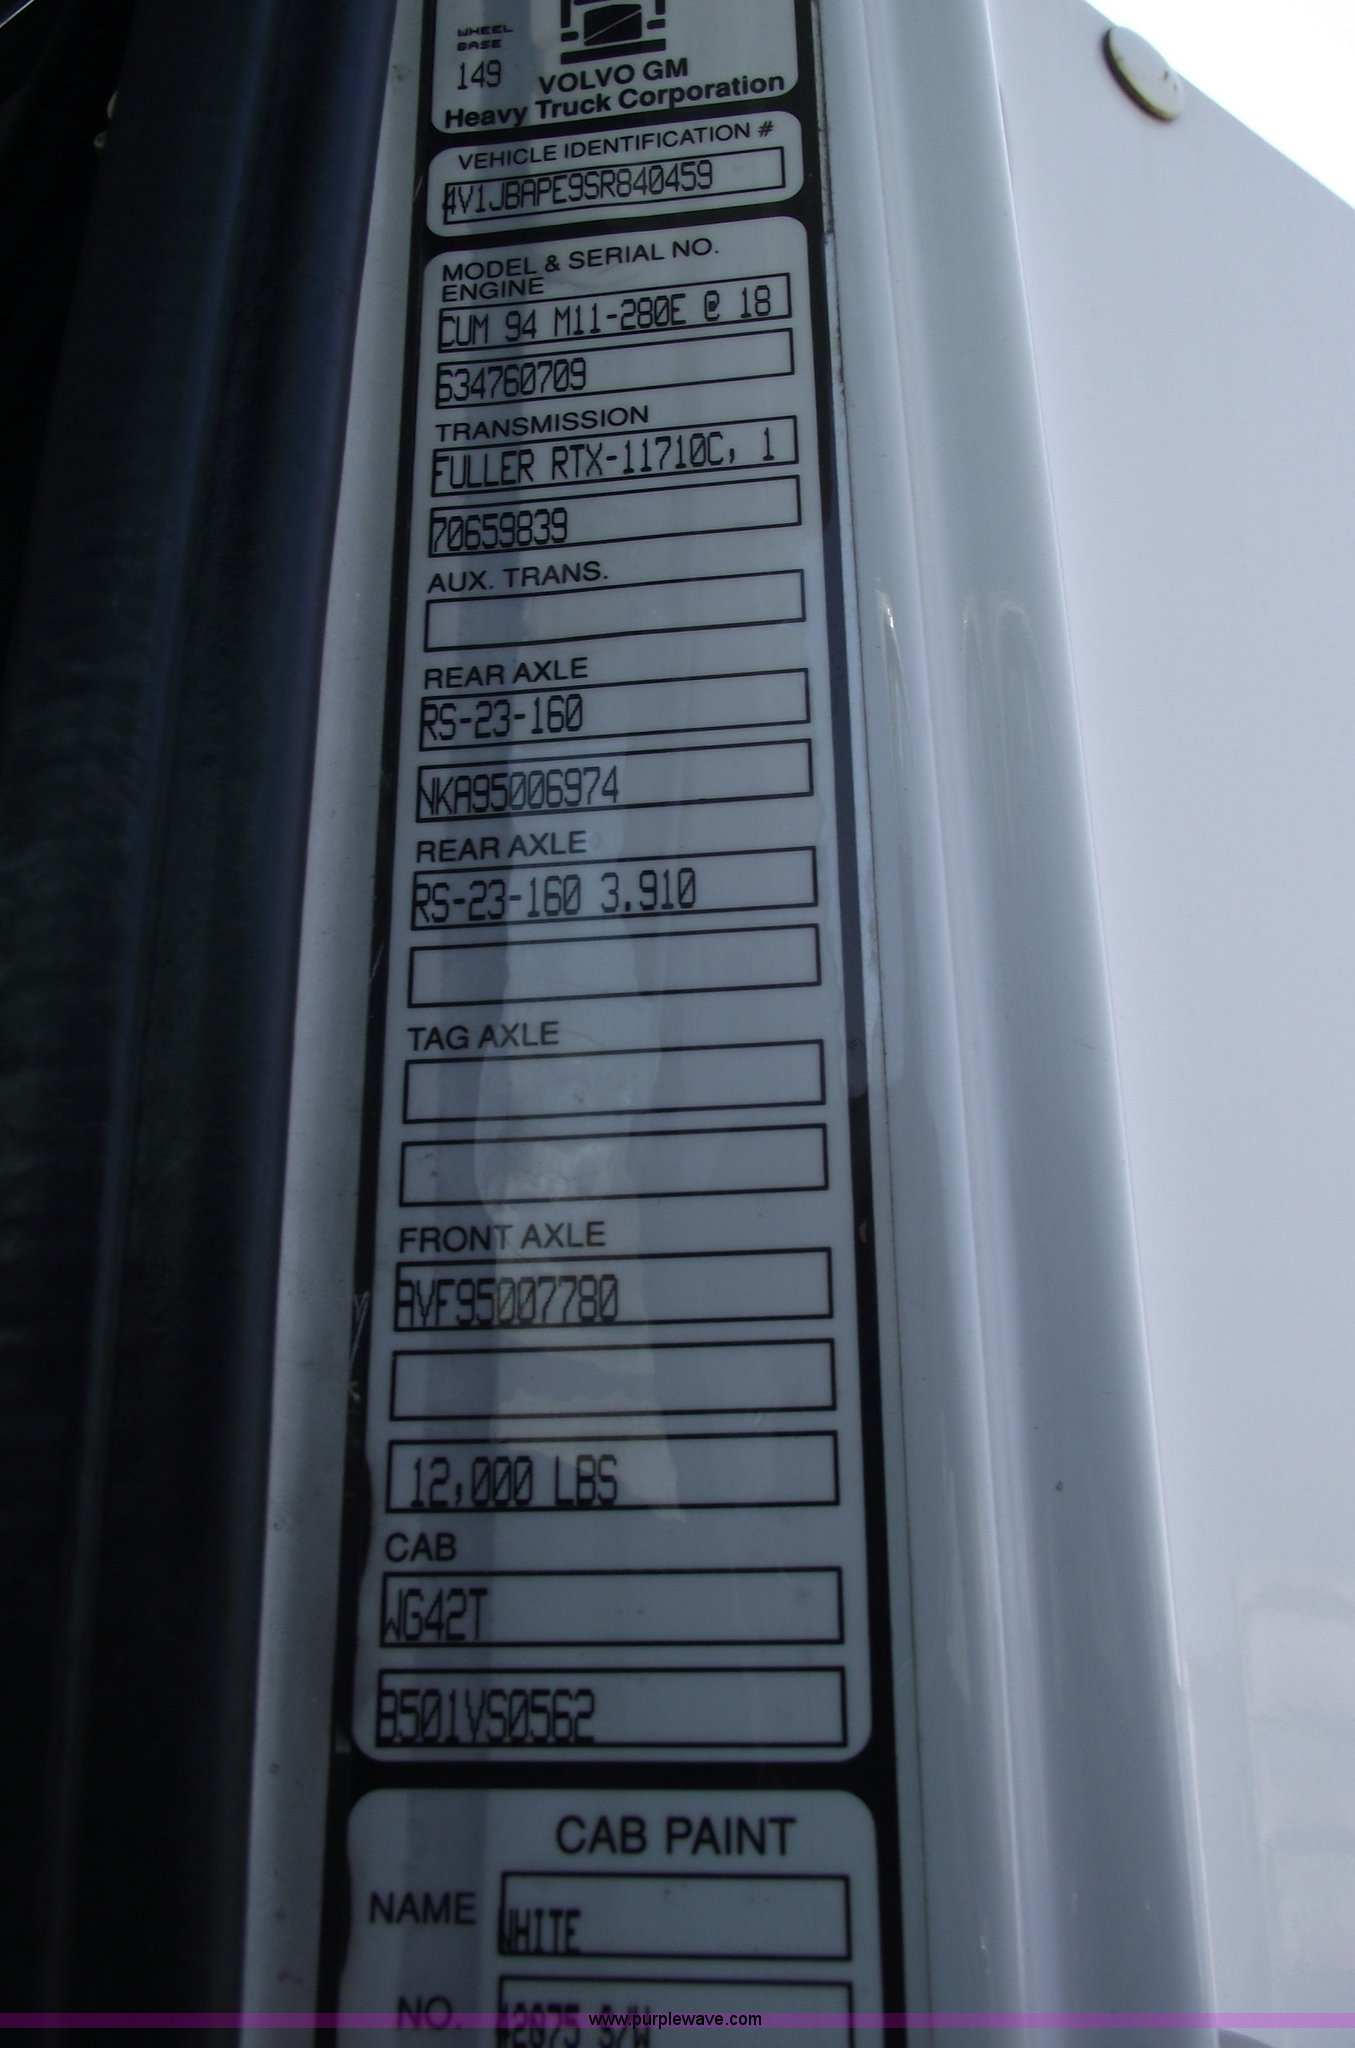 WHEEL
BASE
149
VOLVO GM
Heavy Truck Corporation
VEHICLE IDENTIFICATION #
4V1JBAPE9SR840459
MODEL & SERIAL NO.
ENGINE
CUM 94 M11-280E @ 18
634760709
TRANSMISSION
FULLER RTX-11710C, 1
70659839
AUX. TRANS.
REAR AXLE
RS-23-160
NKA95006974
REAR AXLE
RS-23-160 3.910
TAG AXLE
FRONT AXLE
AVF95007780
12,000 LBS
CAB
WG42T
B501VS0562
CAB PAINT
NAME WHITE
NO. 42075 S/W
www.purplewave.com